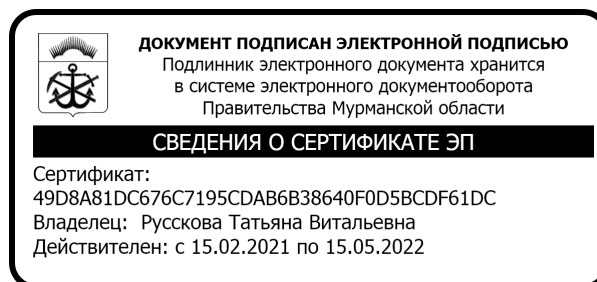 ДОКУМЕНТ ПОДПИСАН ЭЛЕКТРОННОЙ ПОДПИСЬЮ
Подлинник электронного документа хранится
в системе электронного документооборота
Правительства Мурманской области
СВЕДЕНИЯ О СЕРТИФИКАТЕ ЭП
Сертификат:
49D8A81DC676C7195CDAB6B38640F0D5BCDF61DC
Владелец: Русскова Татьяна Витальевна
Действителен: с 15.02.2021 по 15.05.2022